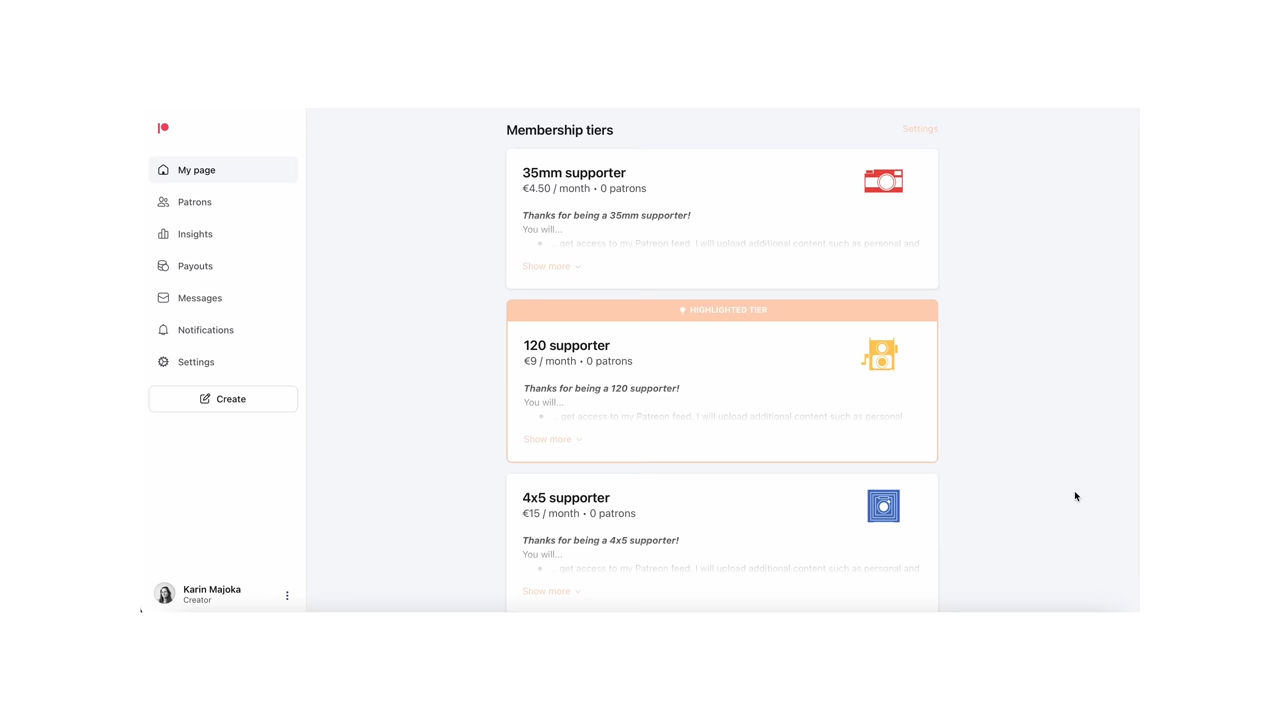 My page
Patrons
Insights
Payouts
Messages
Notifications
Settings
Create
Karin Majoka
Creator
Membership tiers
Settings
35mm supporter
€4.50 / month • 0 patrons
Thanks for being a 35mm supporter!
You will...
... get access to my Patreon feed. I will upload additional content such as personal and
Show more
HIGHLIGHTED TIER
120 supporter
€9 / month • 0 patrons
Thanks for being a 120 supporter!
You will...
... get access to my Patreon feed. I will upload additional content such as personal
Show more
4x5 supporter
€15 / month • 0 patrons
Thanks for being a 4x5 supporter!
You will...
...get access to my Patreon feed. I will upload additional content such as personal and
Show more